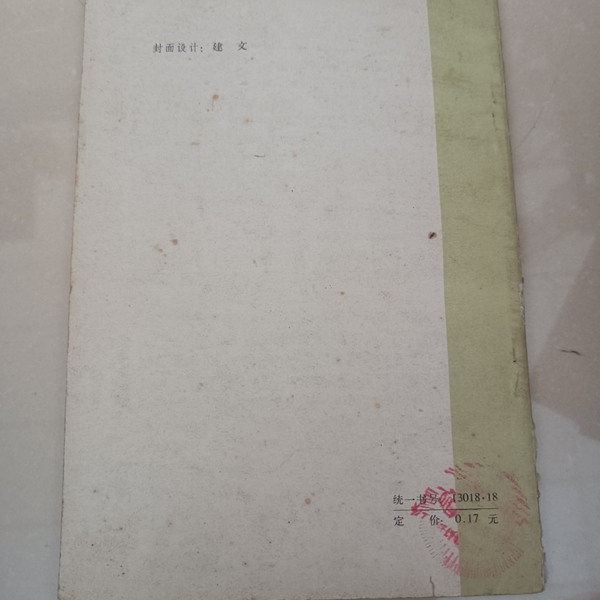 封面设计：建 文
统一书号：13018·18
定 价：0.17 元